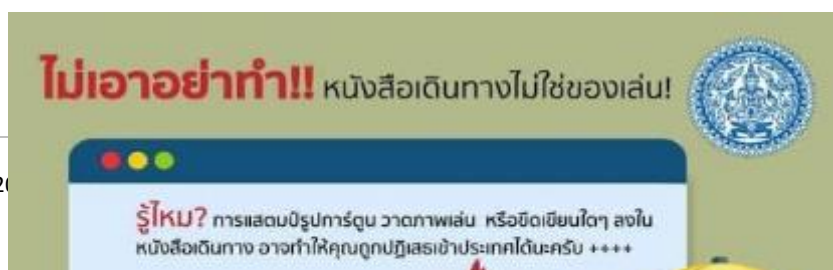 ไม่เอาอย่าทำ!! หนังสือเดินทางไม่ใช่ของเล่น!
รู้ไหม? การแสตมป์รูปการ์ตูน วาดภาพเล่น หรือขีดเขียนใดๆ ลงใน
หนังสือเดินทาง อาจทำให้คุณถูกปฏิเสธเข้าประเทศได้นะครับ ++++